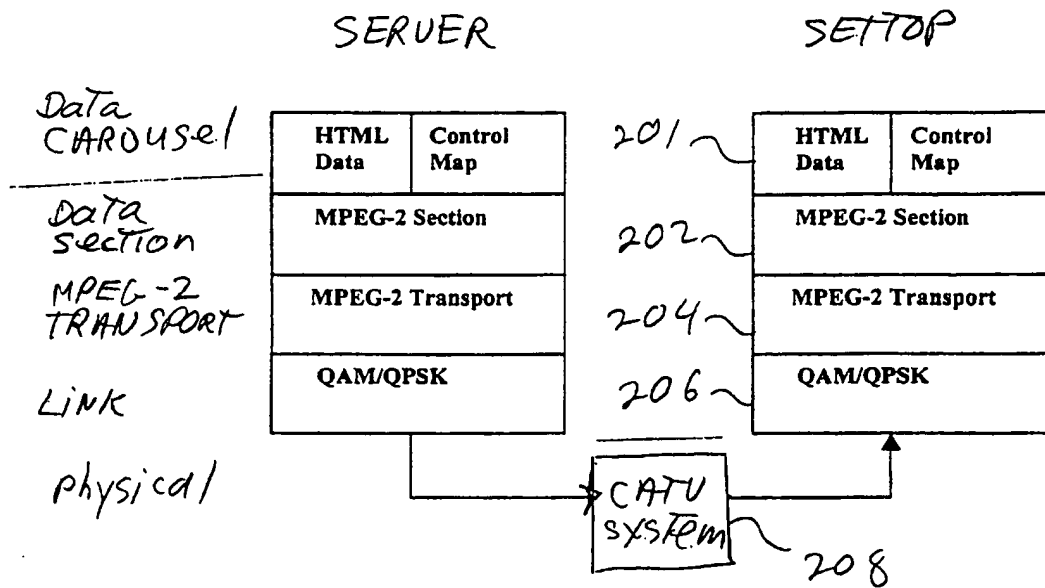 SERVER SETTOP
DaTa
CAROUSel
HTML Data
Control Map
201
HTML Data
Control Map
DaTa
secTion
MPEG-2 Section
202
MPEG-2 Section
MPEG-2
TRANSPORT
MPEG-2 Transport
204
MPEG-2 Transport
LiNK
QAM/QPSK
206
QAM/QPSK
physical
CATV
SYSTem
208